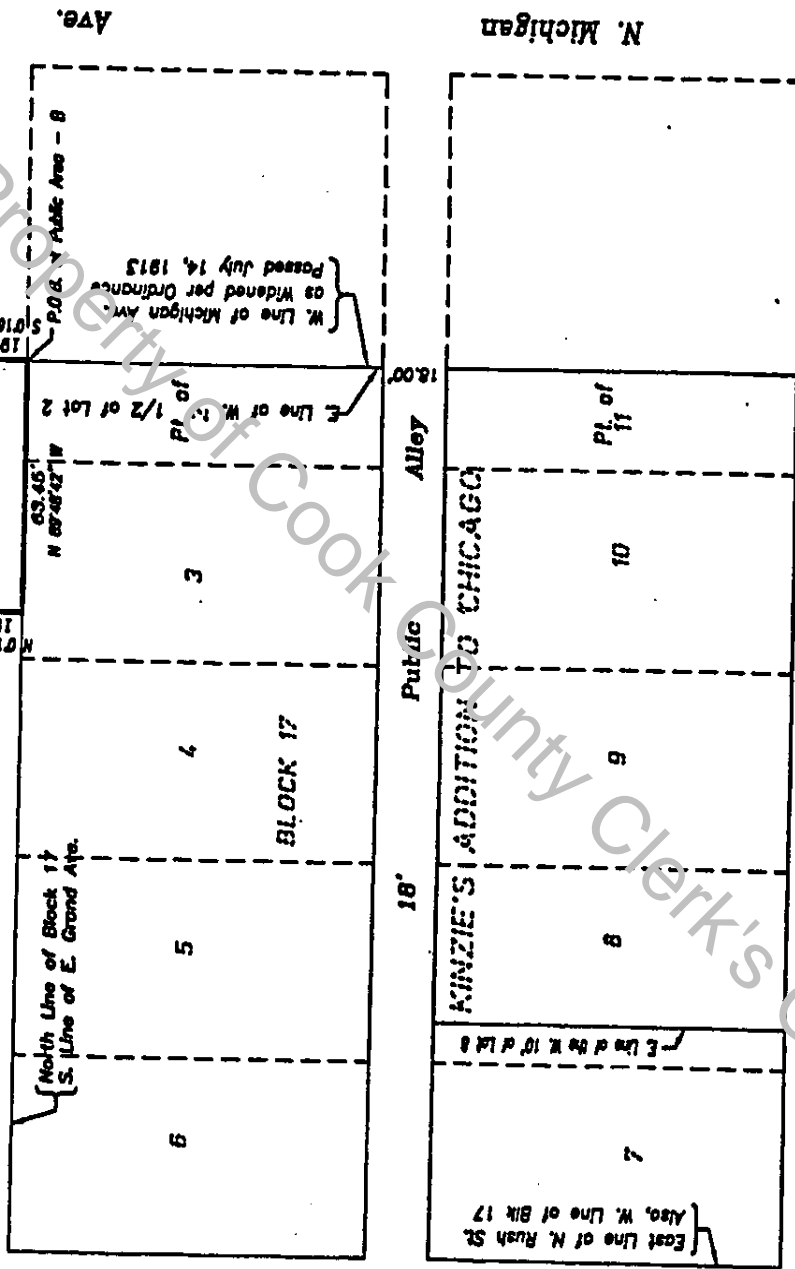 N. Michigan
Ave.
P.O.B. Public Area - B
W. Line of Michigan Ave.
as Widened per Ordinance
Passed July 14, 1913
S 0°16
19
E. Line of W. 1/2 of Lot 2
Pt. of
63.46'
N 89°48'42" W
3
4
BLOCK 17
5
6
North Line of Block 17
S. Line of E. Grand Ave.
18.00'
18' Public Alley
KINZIE'S ADDITION TO CHICAGO
Pt. of
11
10
9
8
E. Line of the W. 10' of Lot 8
7
East Line of N. Rush St.
Also, W. Line of Blk 17
Property of Cook County Clerk's